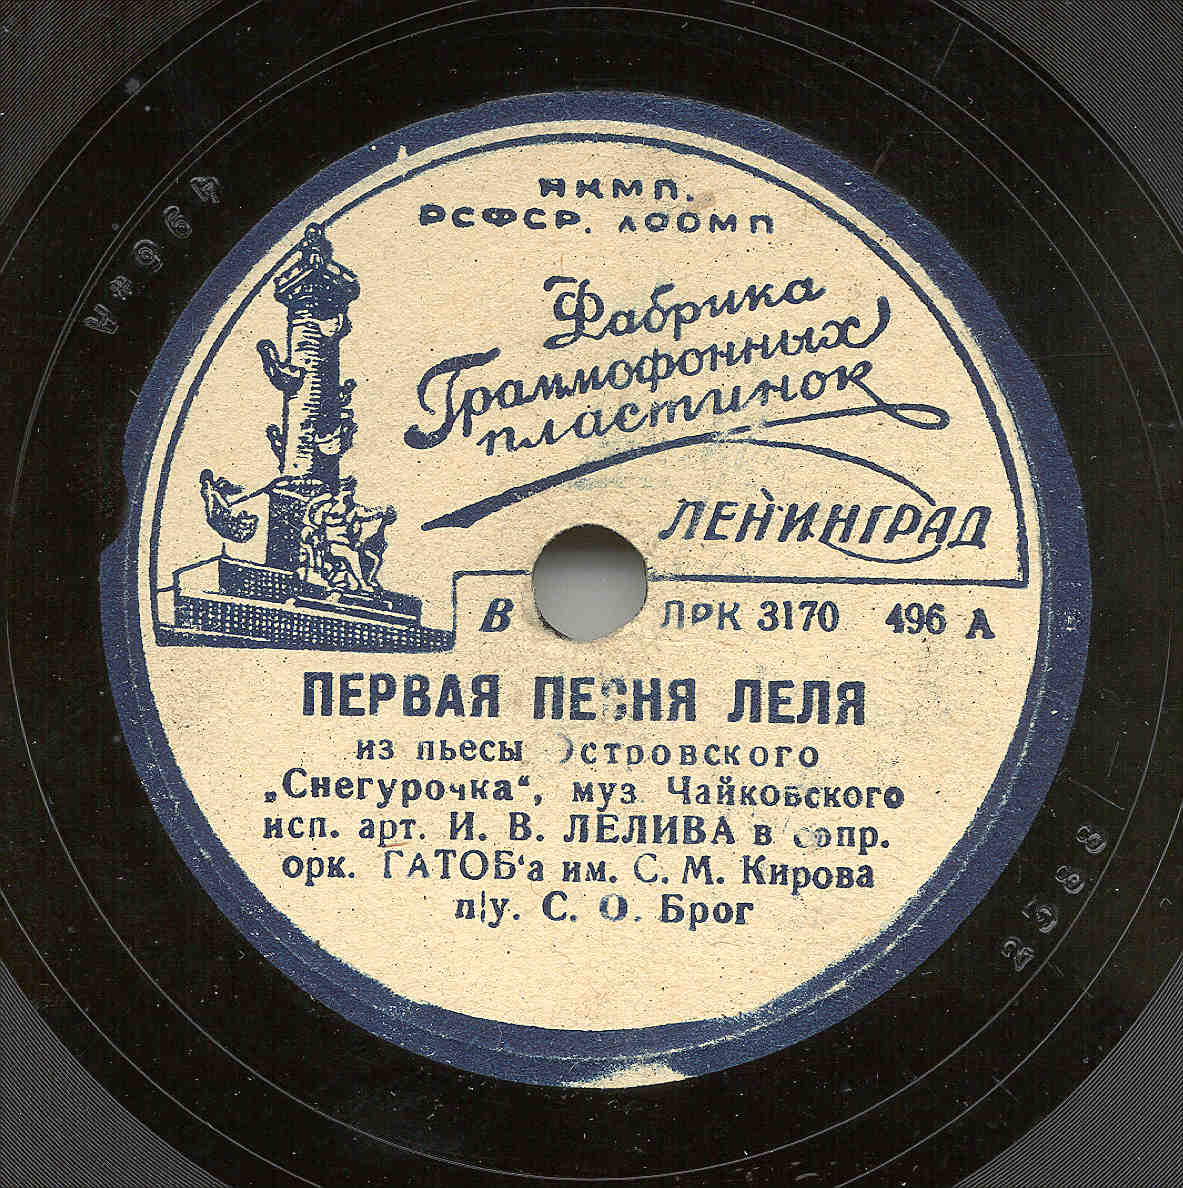 НКМП.
РСФСР. ЛООМП
Фабрика
Граммофонных
пластинок
ЛЕНИНГРАД
В ЛРК 3170 496 А
ПЕРВАЯ ПЕСНЯ ЛЕЛЯ
из пьесы Островского
„Снегурочка“, муз. Чайковского
исп. арт. И. В. ЛЕЛИВА в сопр.
орк. ГАТОБ‘а им. С. М. Кирова
п/у. С. О. Брог